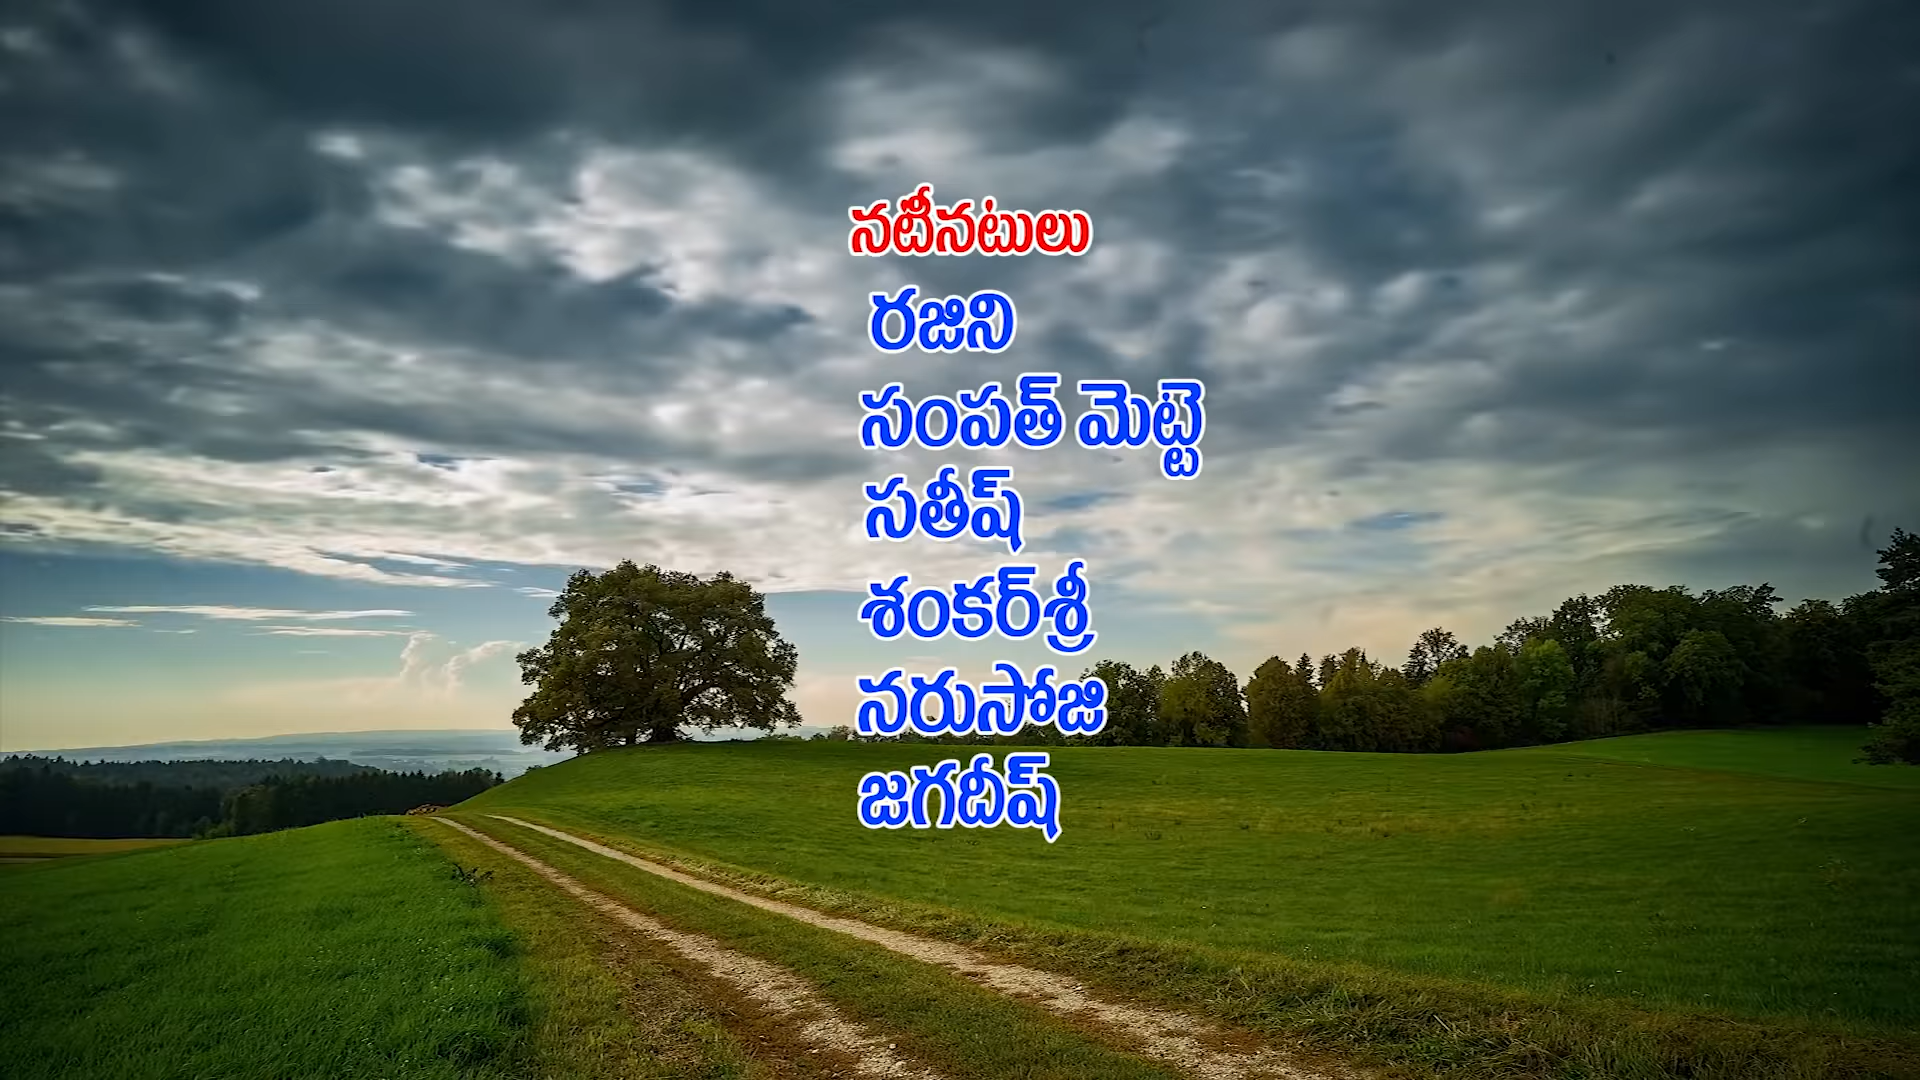 నటీనటులు
రజిని
సంపత్ మెట్టె
సతీష్
శంకర్‌శ్రీ
నరుసోజి
జగదీష్